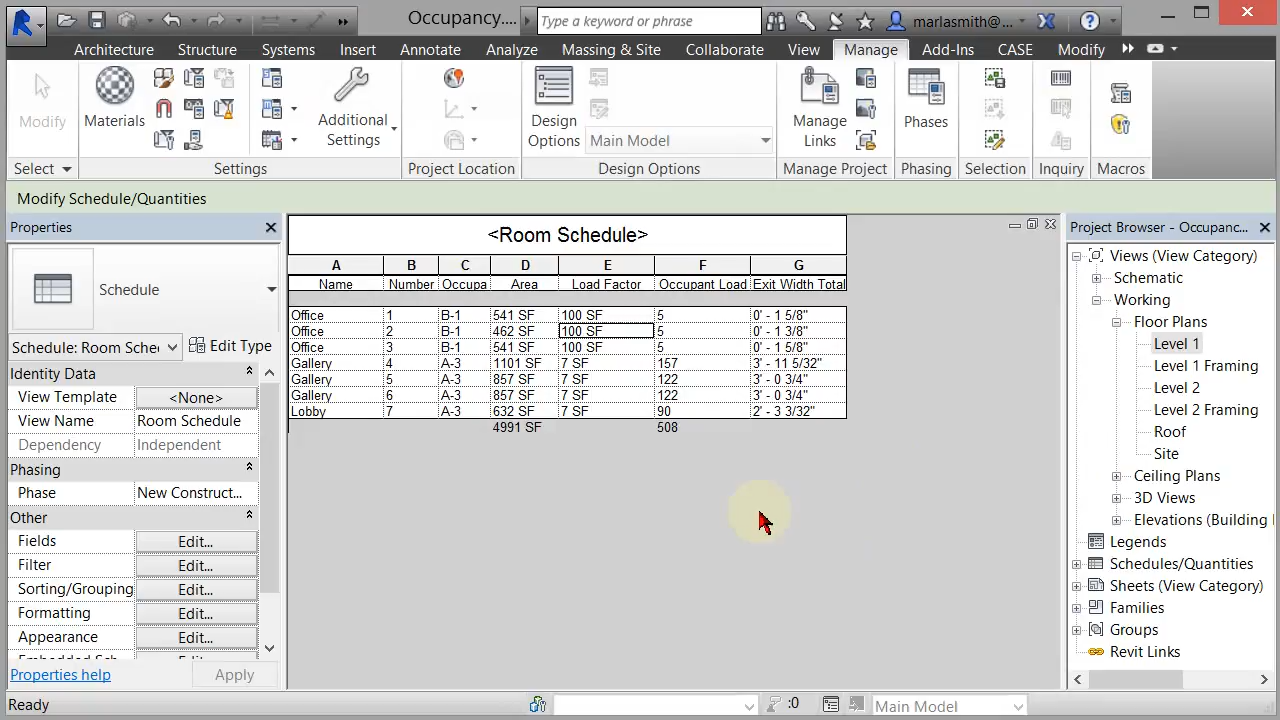 Occupancy....
Type a keyword or phrase
marlasmith@...
Architecture Structure Systems Insert Annotate Analyze Massing & Site Collaborate View Manage Add-Ins CASE Modify
Modify
Materials
Additional Settings
Design Options
Main Model
Manage Links
Phases
Select
Settings
Project Location
Design Options
Manage Project
Phasing
Selection
Inquiry
Macros
Modify Schedule/Quantities
Properties
Schedule
Schedule: Room Sche
Edit Type
Identity Data
View Template <None>
View Name Room Schedule
Dependency Independent
Phasing
Phase New Construct...
Other
Fields Edit...
Filter Edit...
Sorting/Grouping Edit...
Formatting Edit...
Appearance Edit...
Properties help
Apply
<Room Schedule>
A B C D E F G
Name Number Occupa Area Load Factor Occupant Load Exit Width Total
Office 1 B-1 541 SF 100 SF 5 0' - 1 5/8"
Office 2 B-1 462 SF 100 SF 5 0' - 1 3/8"
Office 3 B-1 541 SF 100 SF 5 0' - 1 5/8"
Gallery 4 A-3 1101 SF 7 SF 157 3' - 11 5/32"
Gallery 5 A-3 857 SF 7 SF 122 3' - 0 3/4"
Gallery 6 A-3 857 SF 7 SF 122 3' - 0 3/4"
Lobby 7 A-3 632 SF 7 SF 90 2' - 3 3/32"
4991 SF 508
Project Browser - Occupanc...
Views (View Category)
Schematic
Working
Floor Plans
Level 1
Level 1 Framing
Level 2
Level 2 Framing
Roof
Site
Ceiling Plans
3D Views
Elevations (Building
Legends
Schedules/Quantities
Sheets (View Category)
Families
Groups
Revit Links
Ready
:0
Main Model